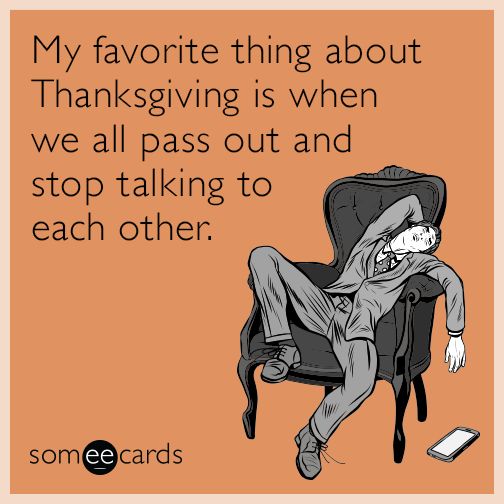 My favorite thing about
Thanksgiving is when
we all pass out and
stop talking to
each other.
someecards